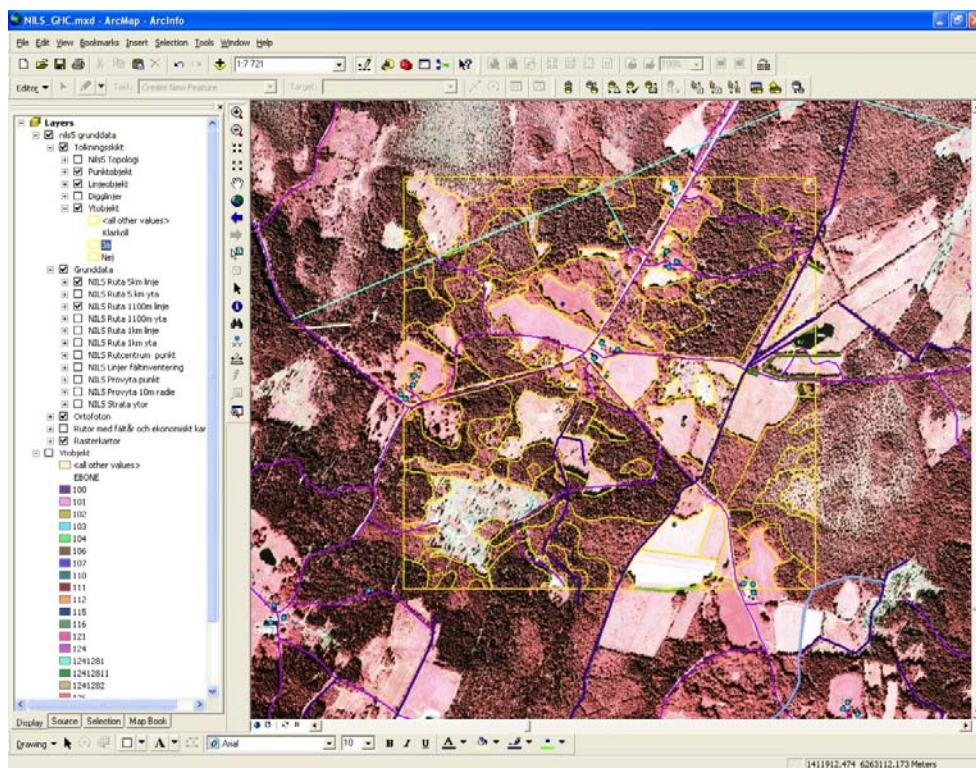 NILS_GHC.mxd - ArcMap - ArcInfo
File Edit View Bookmarks Insert Selection Tools Window Help
1:7 721
100%
Editor Task: Create New Feature Target:
Layers
nils5 grunddata
Tolkningsskikt
Nils5 Topologi
Punktobjekt
Linjeobjekt
Digglinjer
Ytobjekt
<all other values>
Klarkoll
Ja
Nej
Grunddata
NILS Ruta 5km linje
NILS Ruta 5 km yta
NILS Ruta 1100m linje
NILS Ruta 1100m yta
NILS Ruta 1km linje
NILS Ruta 1km yta
NILS Rutcentrum punkt
NILS Linjer fältinventering
NILS Provyta punkt
NILS Provyta 10m radie
NILS Strata ytor
Ortofoton
Rutor med fältår och ekonomiskt kar
Rasterkartor
Ytobjekt
<all other values>
EBONE
100
101
102
103
104
106
107
110
111
112
115
116
121
124
1241281
12412811
1241282
Display Source Selection Map Book
Drawing A Arial 10 B I U A
1411912.474 6263112.173 Meters